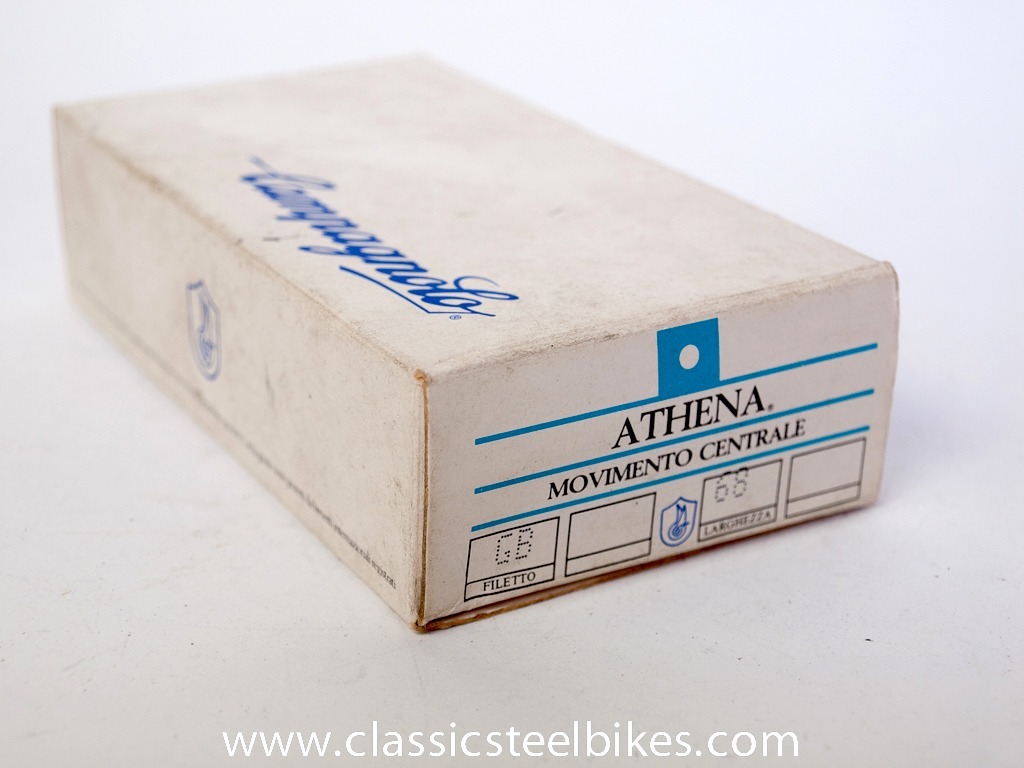 Campagnolo®
ATHENA®
MOVIMENTO CENTRALE
GB
FILETTO
68
LARGHEZZA
www.classicsteelbikes.com